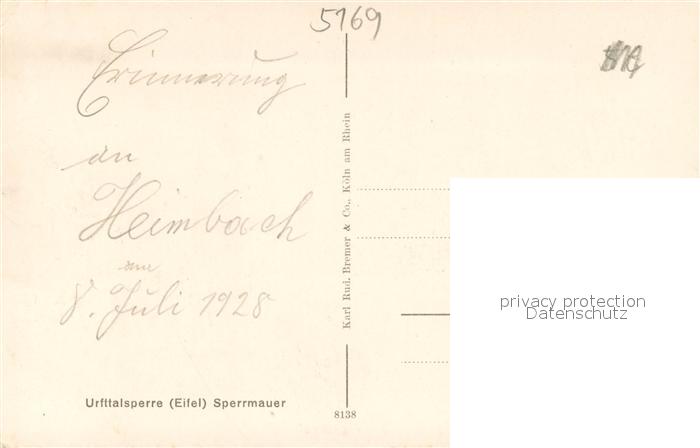 5169
Erinnerung
an
Heimbach
am
8. Juli 1928
Karl Rud. Bremer & Co., Köln am Rhein
privacy protection
Datenschutz
Urfttalsperre (Eifel) Sperrmauer
8138